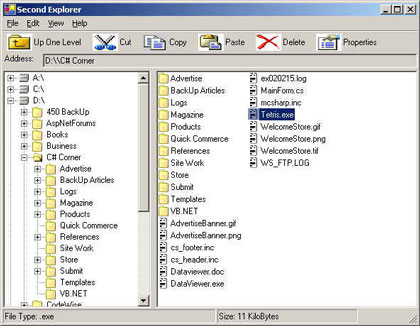 Second Explorer
File Edit View Help
Up One Level Cut Copy Paste Delete Properties
Address: D:\\C# Corner
A:\
C:\
D:\
450 BackUp
AspNetForums
Books
Business
C# Corner
Advertise
BackUp Articles
Logs
Magazine
Products
Quick Commerce
References
Site Work
Store
Submit
Templates
VB.NET
CodeWise
Advertise
BackUp Articles
Logs
Magazine
Products
Quick Commerce
References
Site Work
Store
Submit
Templates
VB.NET
AdvertiseBanner.gif
AdvertiseBanner.png
cs_footer.inc
cs_header.inc
Dataviewer.doc
DataViewer.exe
ex020215.log
MainForm.cs
mcsharp.inc
Tetris.exe
WelcomeStore.gif
WelcomeStore.png
WelcomeStore.tif
WS_FTP.LOG
File Type: .exe
Size: 11 KiloBytes